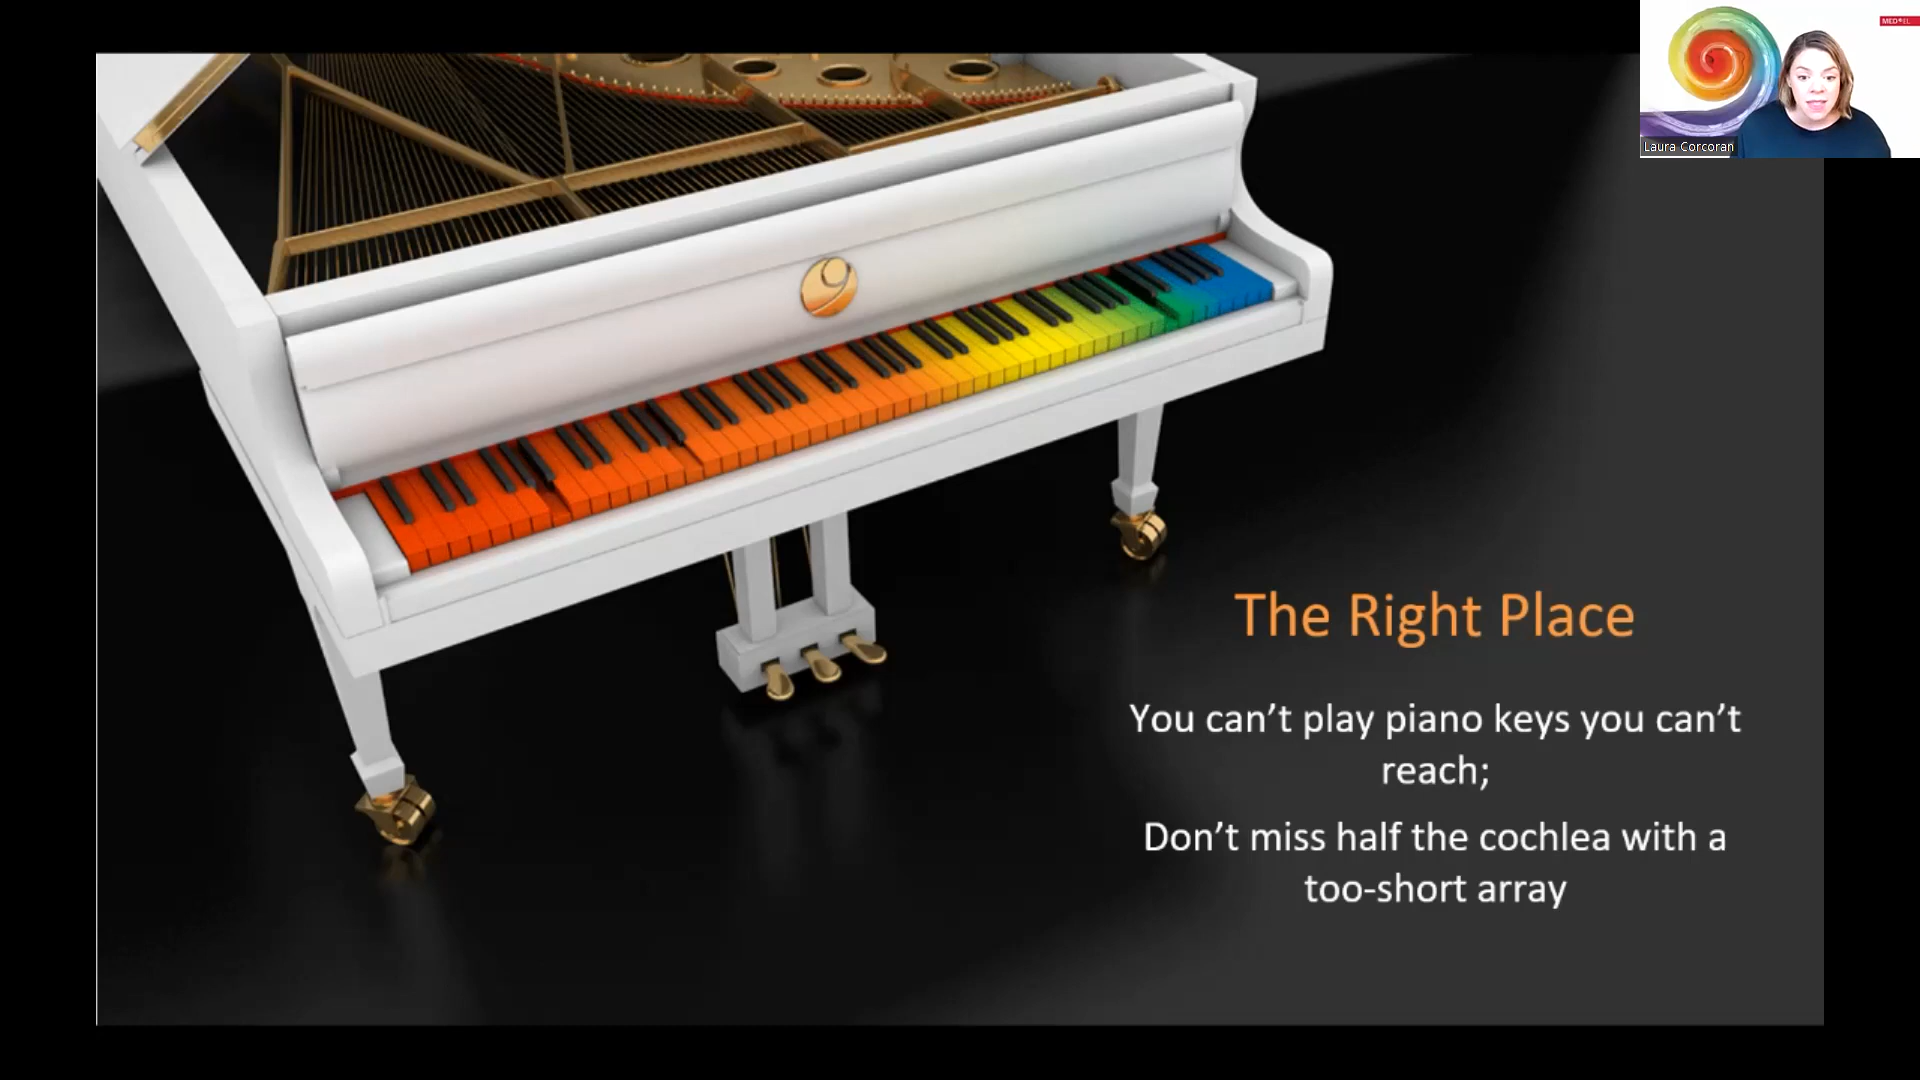 MED®EL
Laura Corcoran
The Right Place
You can’t play piano keys you can’t
reach;
Don’t miss half the cochlea with a
too-short array